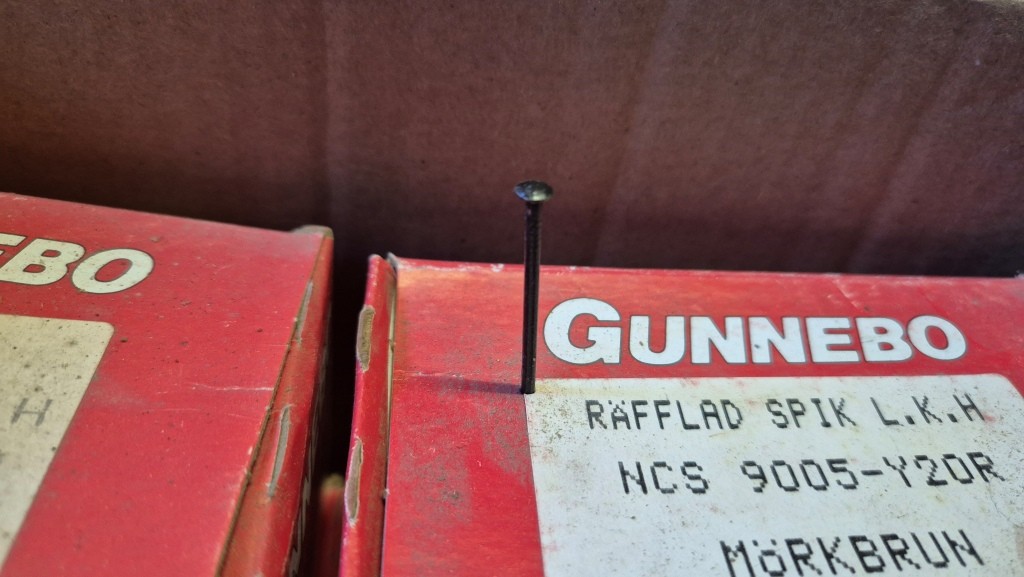 EBO
H
GUNNEBO
RÄFFLAD SPIK L.K.H
NCS 9005-Y20R
MÖRKBRUN